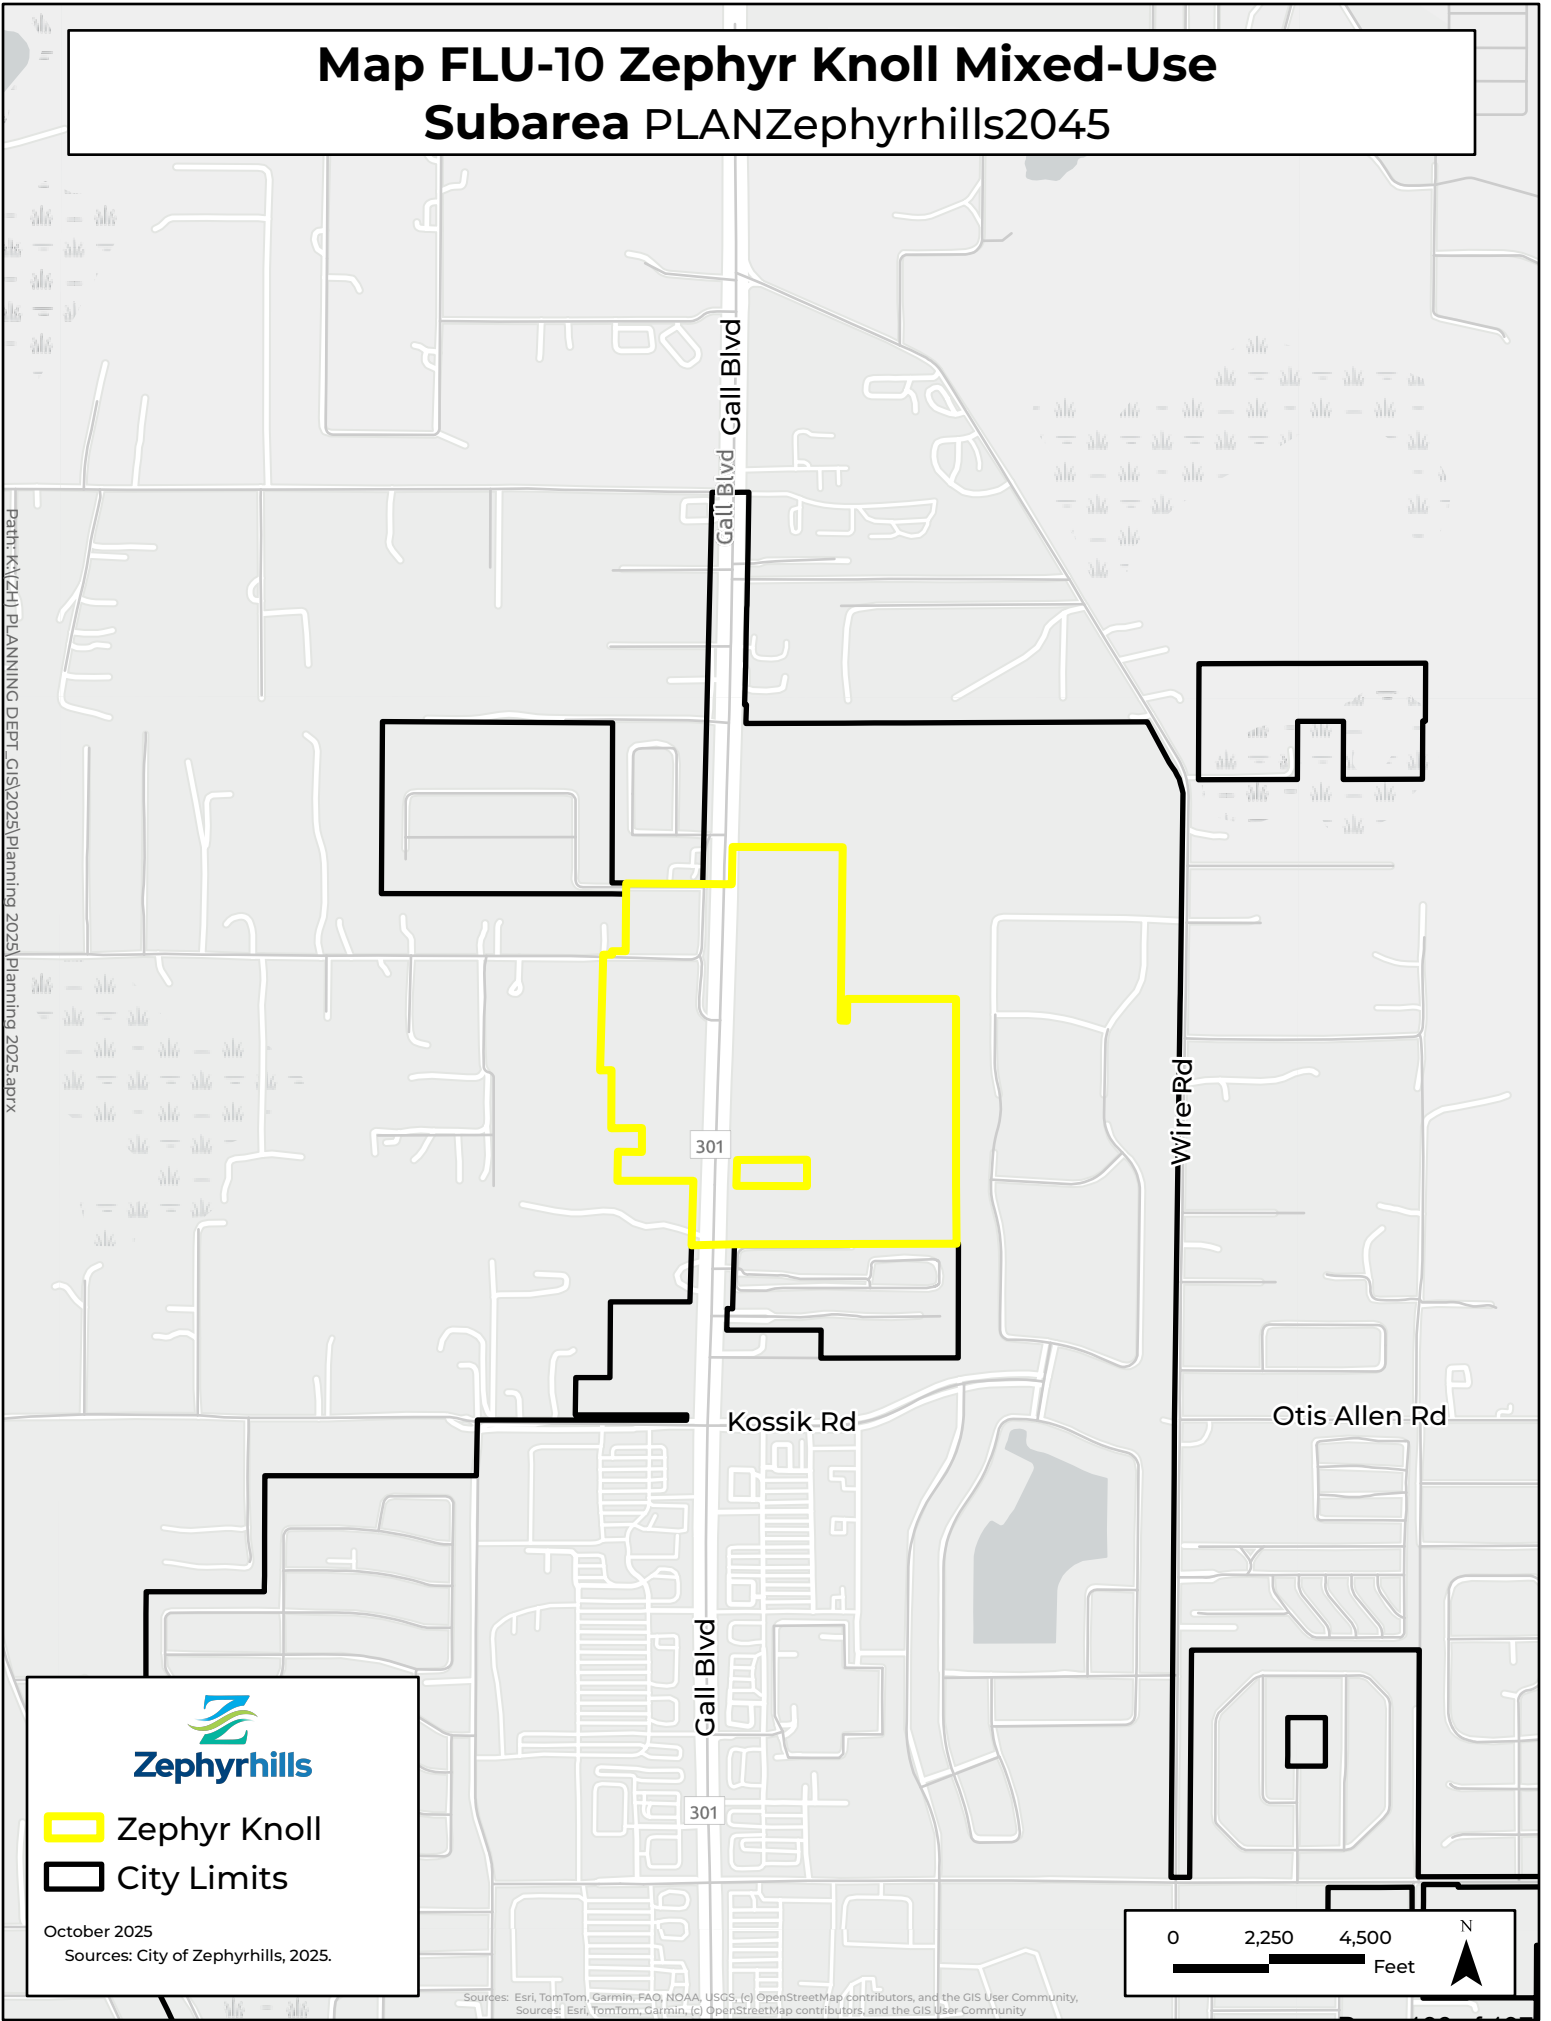 Map FLU-10 Zephyr Knoll Mixed-Use
Subarea PLANZephyrhills2045
Gall Blvd
Gall Blvd
Path: K:\(ZH) PLANNING DEPT_GIS\2025\Planning 2025\Planning 2025.aprx
301
Wire Rd
Kossik Rd
Otis Allen Rd
Gall Blvd
301
Zephyrhills
Zephyr Knoll
City Limits
October 2025
Sources: City of Zephyrhills, 2025.
0 2,250 4,500
Feet
N
Sources: Esri, TomTom, Garmin, FAO, NOAA, USGS, (c) OpenStreetMap contributors, and the GIS User Community,
Sources: Esri, TomTom, Garmin, (c) OpenStreetMap contributors, and the GIS User Community